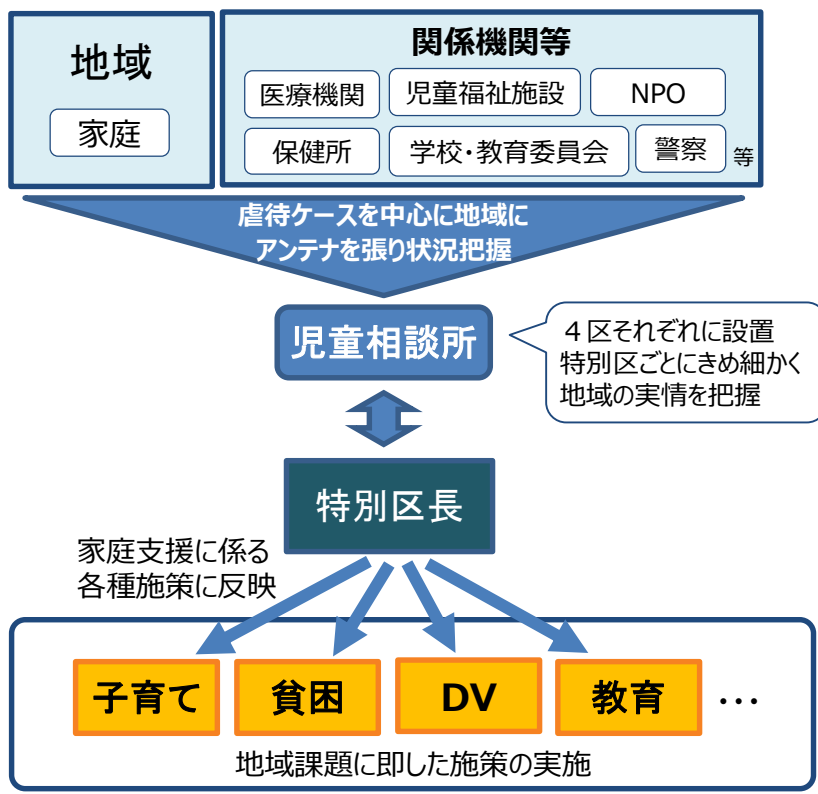 地域
家庭
関係機関等
医療機関
児童福祉施設
NPO
保健所
学校・教育委員会
警察
等
虐待ケースを中心に地域に
アンテナを張り状況把握
児童相談所
４区それぞれに設置
特別区ごとにきめ細かく
地域の実情を把握
特別区長
家庭支援に係る
各種施策に反映
子育て
貧困
DV
教育
…
地域課題に即した施策の実施